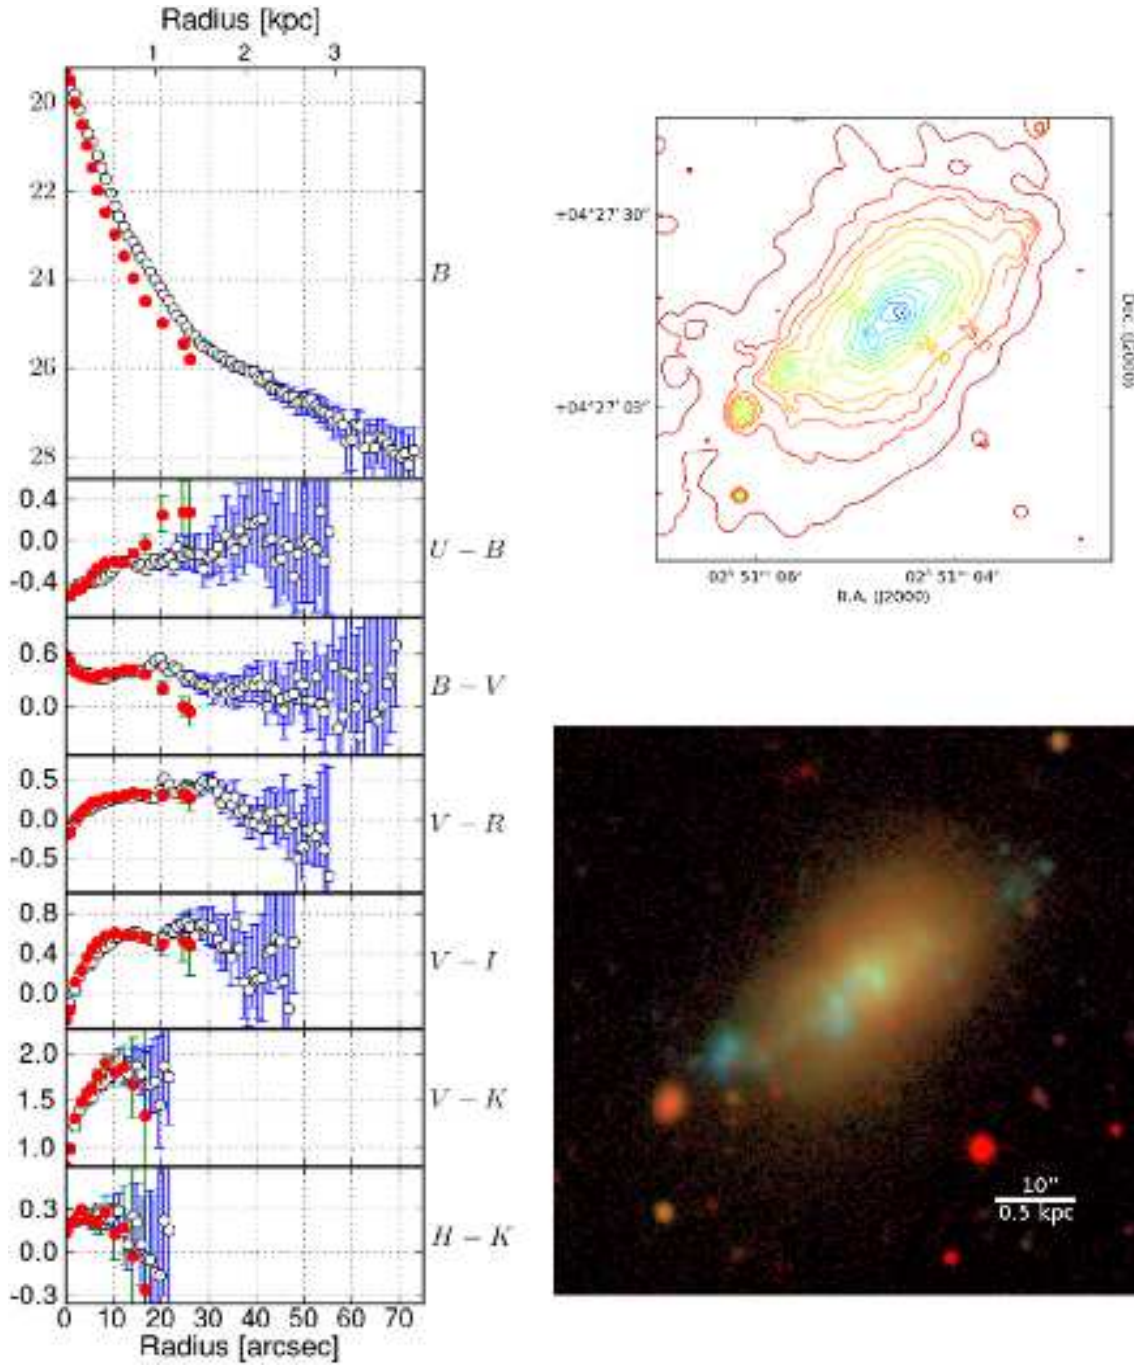 Radius [kpc]
1 2 3
20
22
24
26
28
B
0.4
0.0
-0.4
U − B
0.6
0.0
B − V
0.5
0.0
-0.5
V − R
0.8
0.4
0.0
V − I
2.0
1.5
1.0
V − K
0.3
0.0
-0.3
H − K
0 10 20 30 40 50 60 70
Radius [arcsec]
+04°27' 30"
+04°27' 03"
Dec. (J2000)
02ʰ 51ᵐ 06ˢ 02ʰ 51ᵐ 04ˢ
R.A. (J2000)
10"
0.5 kpc